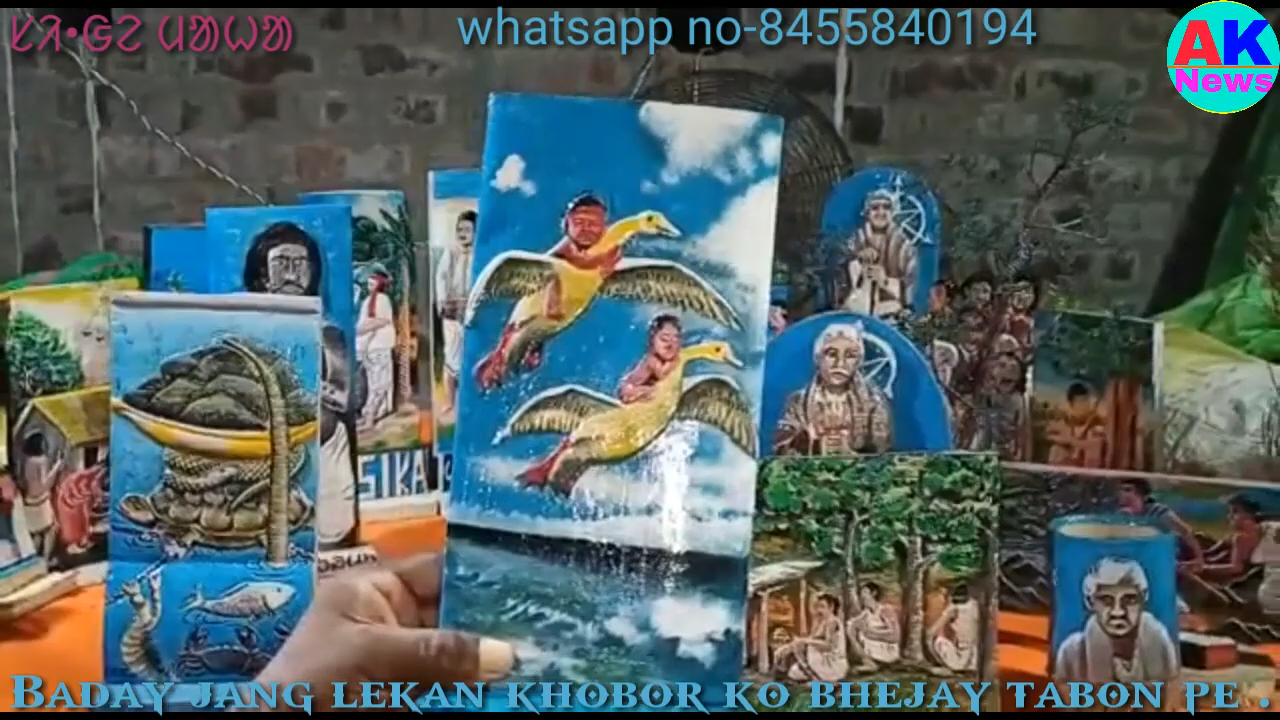 whatsapp no-8455840194
AK
News
SIKA
BADAY JANG LEKAN KHOBOR KO BHEJAY TABON PE .